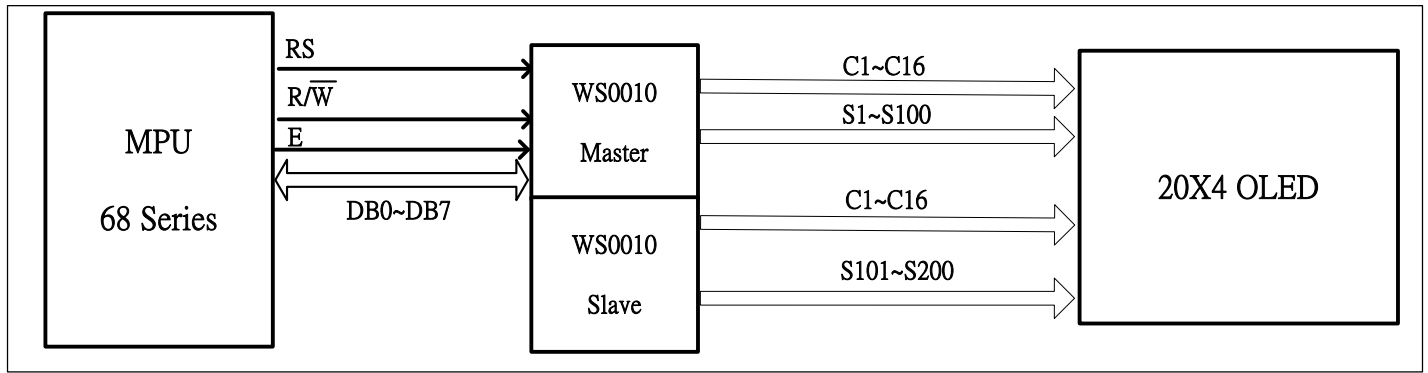 MPU
68 Series
RS
R/W̅
E
DB0~DB7
WS0010
Master
WS0010
Slave
C1~C16
S1~S100
C1~C16
S101~S200
20X4 OLED